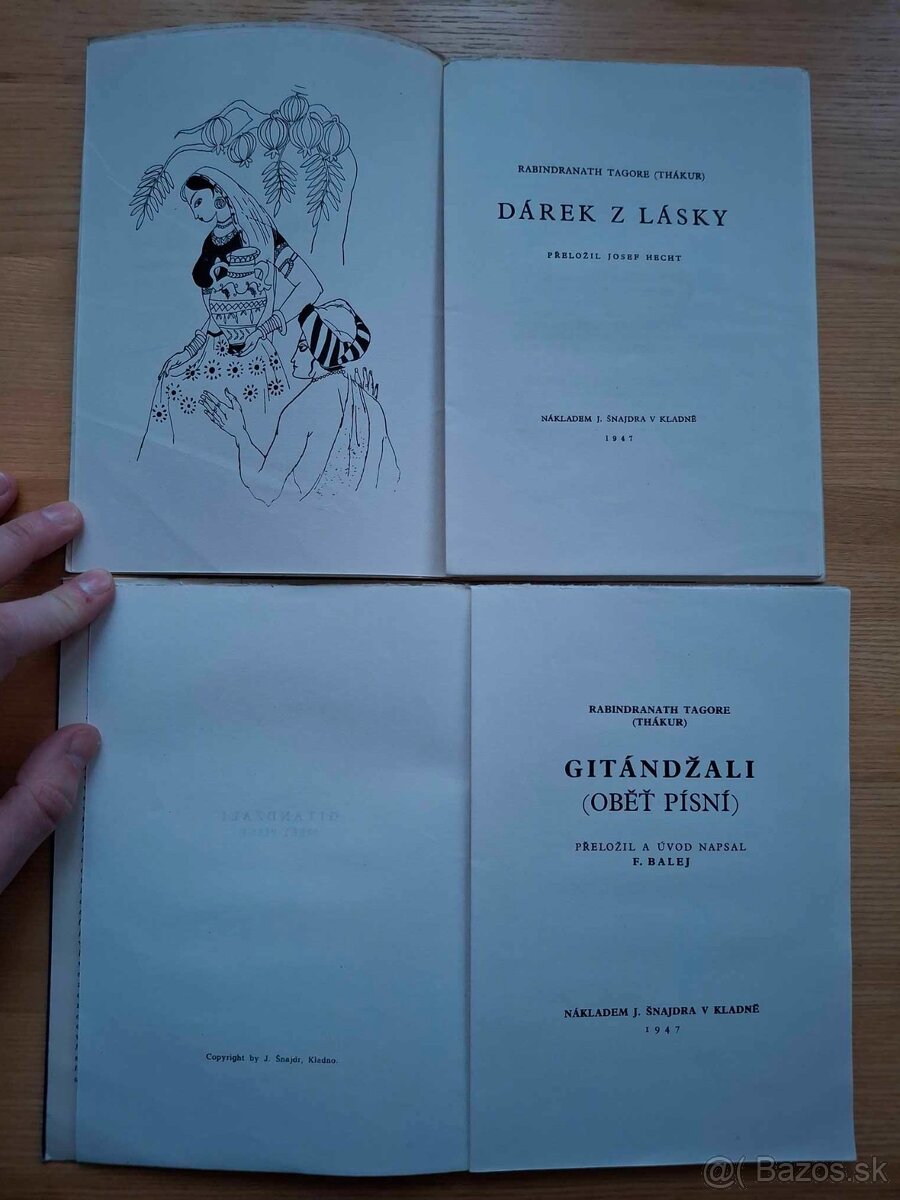 RABINDRANATH TAGORE (THÁKUR)
DÁREK Z LÁSKY
PŘELOŽIL JOSEF HECHT
NÁKLADEM J. ŠNAJDRA V KLADNĚ
1947
GITÁNDŽALI
Copyright by J. Šnajdr, Kladno.
RABINDRANATH TAGORE
(THÁKUR)
GITÁNDŽALI
(OBĚŤ PÍSNÍ)
PŘELOŽIL A ÚVOD NAPSAL
F. BALEJ
NÁKLADEM J. ŠNAJDRA V KLADNĚ
1947
@( Bazos.sk